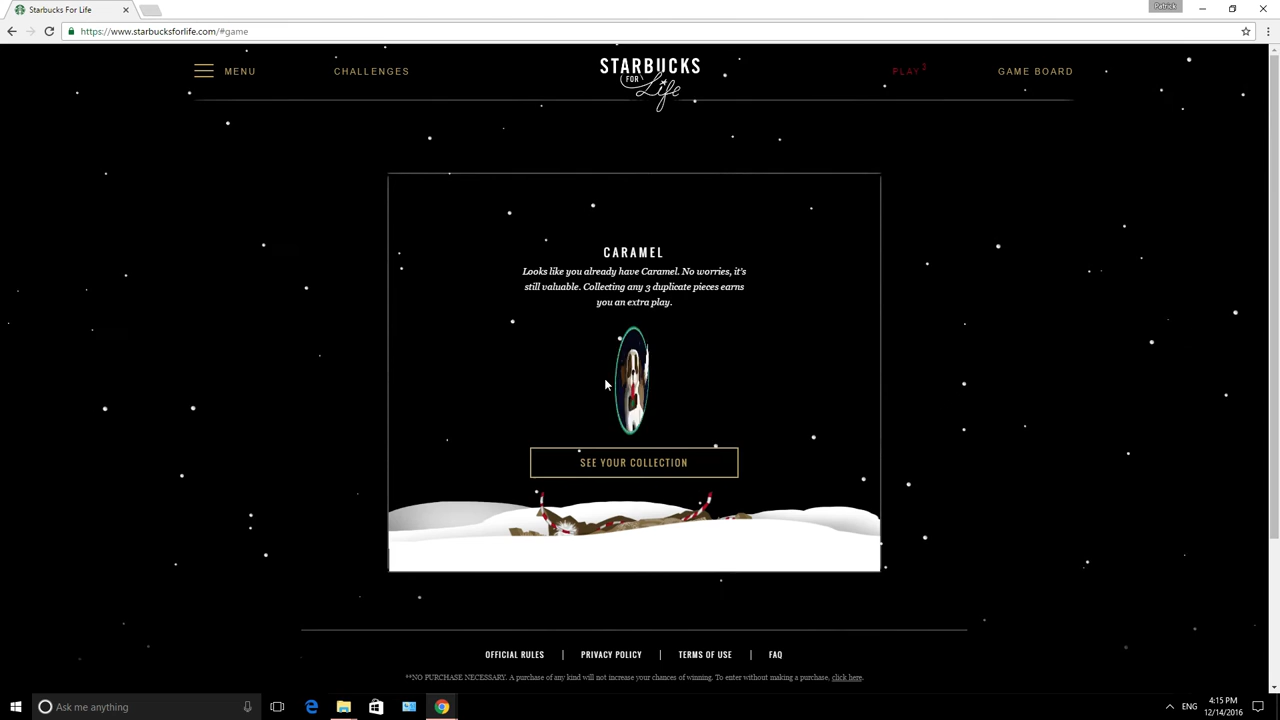 Starbucks For Life
Patrick
https://www.starbucksforlife.com/#game
MENU
CHALLENGES
STARBUCKS
FOR Life
PLAY 3
GAME BOARD
CARAMEL
Looks like you already have Caramel. No worries, it's
still valuable. Collecting any 3 duplicate pieces earns
you an extra play.
SEE YOUR COLLECTION
OFFICIAL RULES | PRIVACY POLICY | TERMS OF USE | FAQ
**NO PURCHASE NECESSARY. A purchase of any kind will not increase your chances of winning. To enter without making a purchase, click here.
Ask me anything
ENG
4:15 PM
12/14/2016